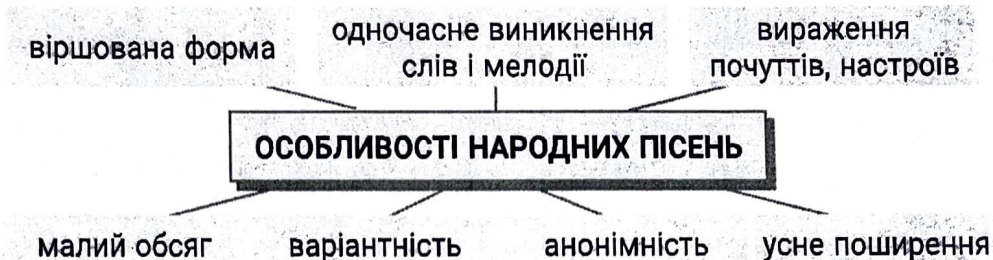 віршована форма
одночасне виникнення
слів і мелодії
вираження
почуттів, настроїв
ОСОБЛИВОСТІ НАРОДНИХ ПІСЕНЬ
малий обсяг
варіантність
анонімність
усне поширення